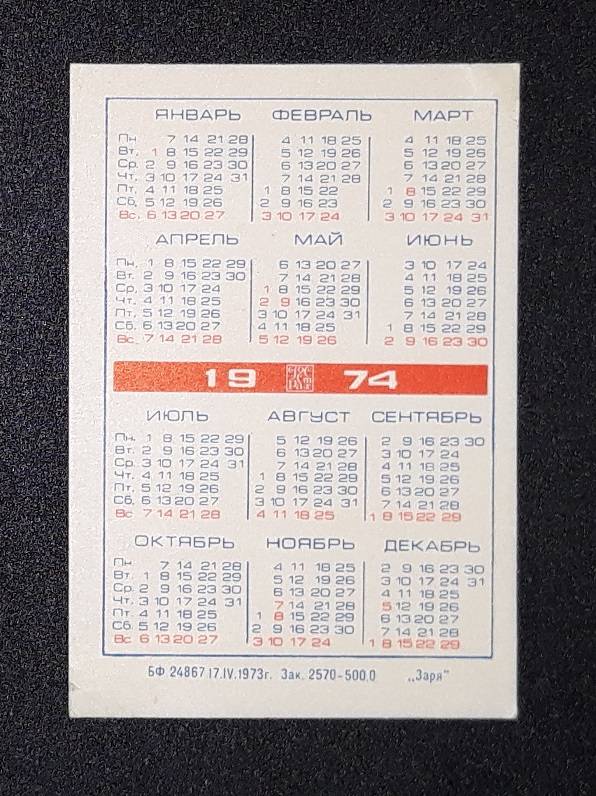 ЯНВАРЬ ФЕВРАЛЬ МАРТ
Пн 7 14 21 28 4 11 18 25 4 11 18 25
Вт. 1 8 15 22 29 5 12 19 26 5 12 19 26
Ср. 2 9 16 23 30 6 13 20 27 6 13 20 27
Чт. 3 10 17 24 31 7 14 21 28 7 14 21 28
Пт. 4 11 18 25 1 8 15 22 1 8 15 22 29
Сб. 5 12 19 26 2 9 16 23 2 9 16 23 30
Вс. 6 13 20 27 3 10 17 24 3 10 17 24 31
АПРЕЛЬ МАЙ ИЮНЬ
Пн. 1 8 15 22 29 6 13 20 27 3 10 17 24
Вт. 2 9 16 23 30 7 14 21 28 4 11 18 25
Ср. 3 10 17 24 1 8 15 22 29 5 12 19 26
Чт. 4 11 18 25 2 9 16 23 30 6 13 20 27
Пт. 5 12 19 26 3 10 17 24 31 7 14 21 28
Сб. 6 13 20 27 4 11 18 25 1 8 15 22 29
Вс. 7 14 21 28 5 12 19 26 2 9 16 23 30
19 74
ИЮЛЬ АВГУСТ СЕНТЯБРЬ
Пн. 1 8 15 22 29 5 12 19 26 2 9 16 23 30
Вт. 2 9 16 23 30 6 13 20 27 3 10 17 24
Ср. 3 10 17 24 31 7 14 21 28 4 11 18 25
Чт. 4 11 18 25 1 8 15 22 29 5 12 19 26
Пт. 5 12 19 26 2 9 16 23 30 6 13 20 27
Сб. 6 13 20 27 3 10 17 24 31 7 14 21 28
Вс 7 14 21 28 4 11 18 25 1 8 15 22 29
ОКТЯБРЬ НОЯБРЬ ДЕКАБРЬ
Пн 7 14 21 28 4 11 18 25 2 9 16 23 30
Вт. 1 8 15 22 29 5 12 19 26 3 10 17 24 31
Ср. 2 9 16 23 30 6 13 20 27 4 11 18 25
Чт. 3 10 17 24 31 7 14 21 28 5 12 19 26
Пт. 4 11 18 25 1 8 15 22 29 6 13 20 27
Сб. 5 12 19 26 2 9 16 23 30 7 14 21 28
Вс 6 13 20 27 3 10 17 24 1 8 15 22 29
БФ 24867 17.IV.1973г. Зак. 2570-500,0 „Заря"